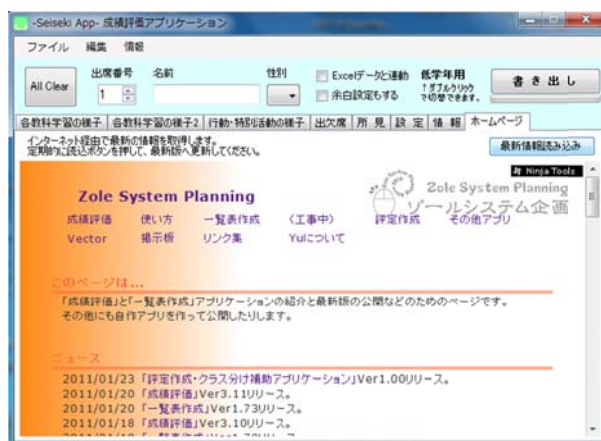 -Seiseki App- 成績評価アプリケーション
ファイル 編集 情報
All Clear
出席番号 名前 性別
1
Excelデータと連動
余白設定もする
低学年用
↑ダブルクリック
で切替できます。
書き出し
各教科学習の様子 各教科学習の様子2 行動・特別活動の様子 出欠席 所見 設定 情報 ホームページ
インターネット経由で最新の情報を取得します。
定期的に読込ボタンを押して、最新版へ更新してください。
最新情報読み込み
Ninja Tools
Zole System Planning
Zole System Planning
ゾールシステム企画
成績評価 使い方 一覧表作成 (工事中) 評定作成 その他アプリ
Vector 掲示板 リンク集 Yuiについて
このページは...
「成績評価」と「一覧表作成」アプリケーションの紹介と最新版の公開などのためのページです。
その他にも自作アプリを作って公開したりします。
ニュース
2011/01/23「評定作成・クラス分け補助アプリケーション」Ver1.00リリース。
2011/01/20「成績評価」Ver3.11リリース。
2011/01/20「一覧表作成」Ver1.73リリース。
2011/01/18「成績評価」Ver3.10リリース。